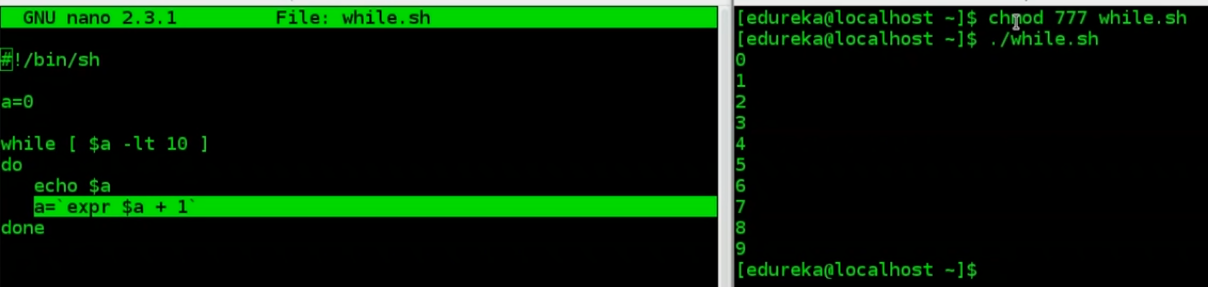 GNU nano 2.3.1 File: while.sh
#!/bin/sh
a=0
while [ $a -lt 10 ]
do
echo $a
a=`expr $a + 1`
done
[edureka@localhost ~]$ chmod 777 while.sh
[edureka@localhost ~]$ ./while.sh
0
1
2
3
4
5
6
7
8
9
[edureka@localhost ~]$